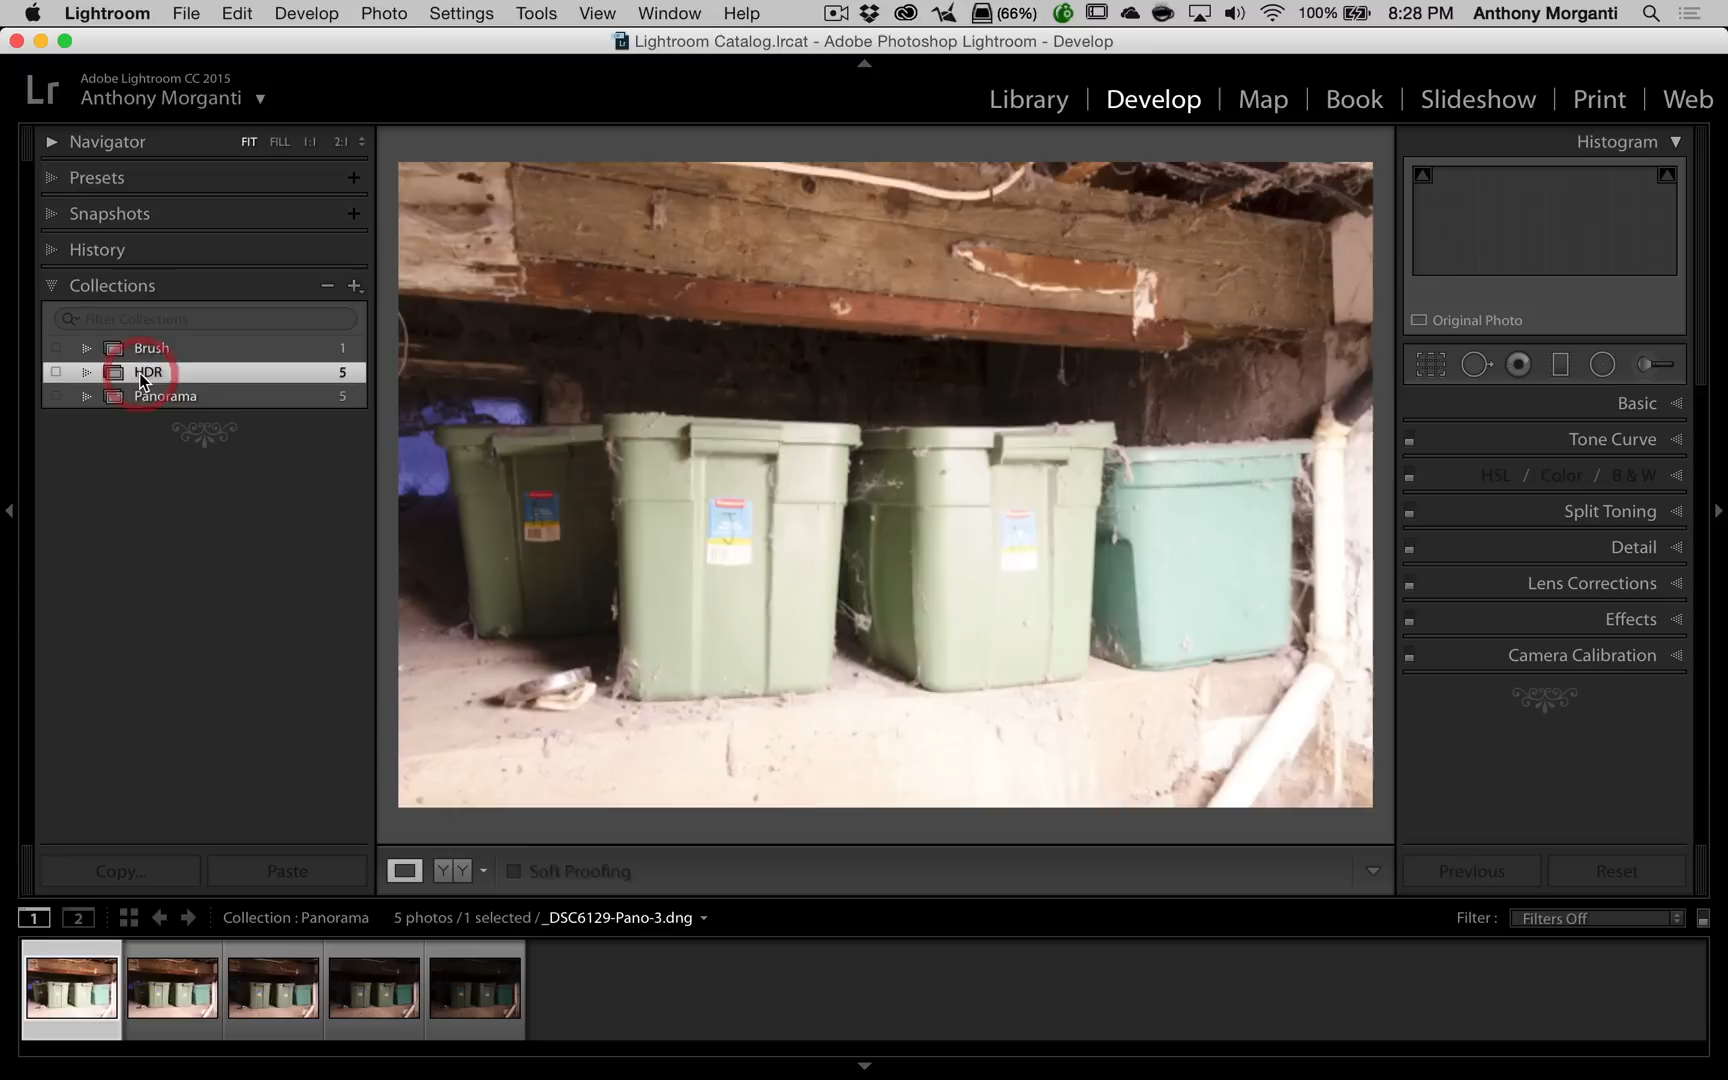 Lightroom File Edit Develop Photo Settings Tools View Window Help (66%) 100% 8:28 PM Anthony Morganti
Lightroom Catalog.lrcat - Adobe Photoshop Lightroom - Develop
Lr Adobe Lightroom CC 2015
Anthony Morganti
Library | Develop | Map | Book | Slideshow | Print | Web
Navigator FIT FILL 1:1 2:1
Histogram
Presets
Snapshots
History
Collections
Filter Collections
Brush 1
HDR 5
Panorama 5
Original Photo
Basic
Tone Curve
HSL / Color / B & W
Split Toning
Detail
Lens Corrections
Effects
Camera Calibration
Copy... Paste
YY Soft Proofing
Previous Reset
1 2 Collection : Panorama 5 photos /1 selected /_DSC6129-Pano-3.dng Filter : Filters Off